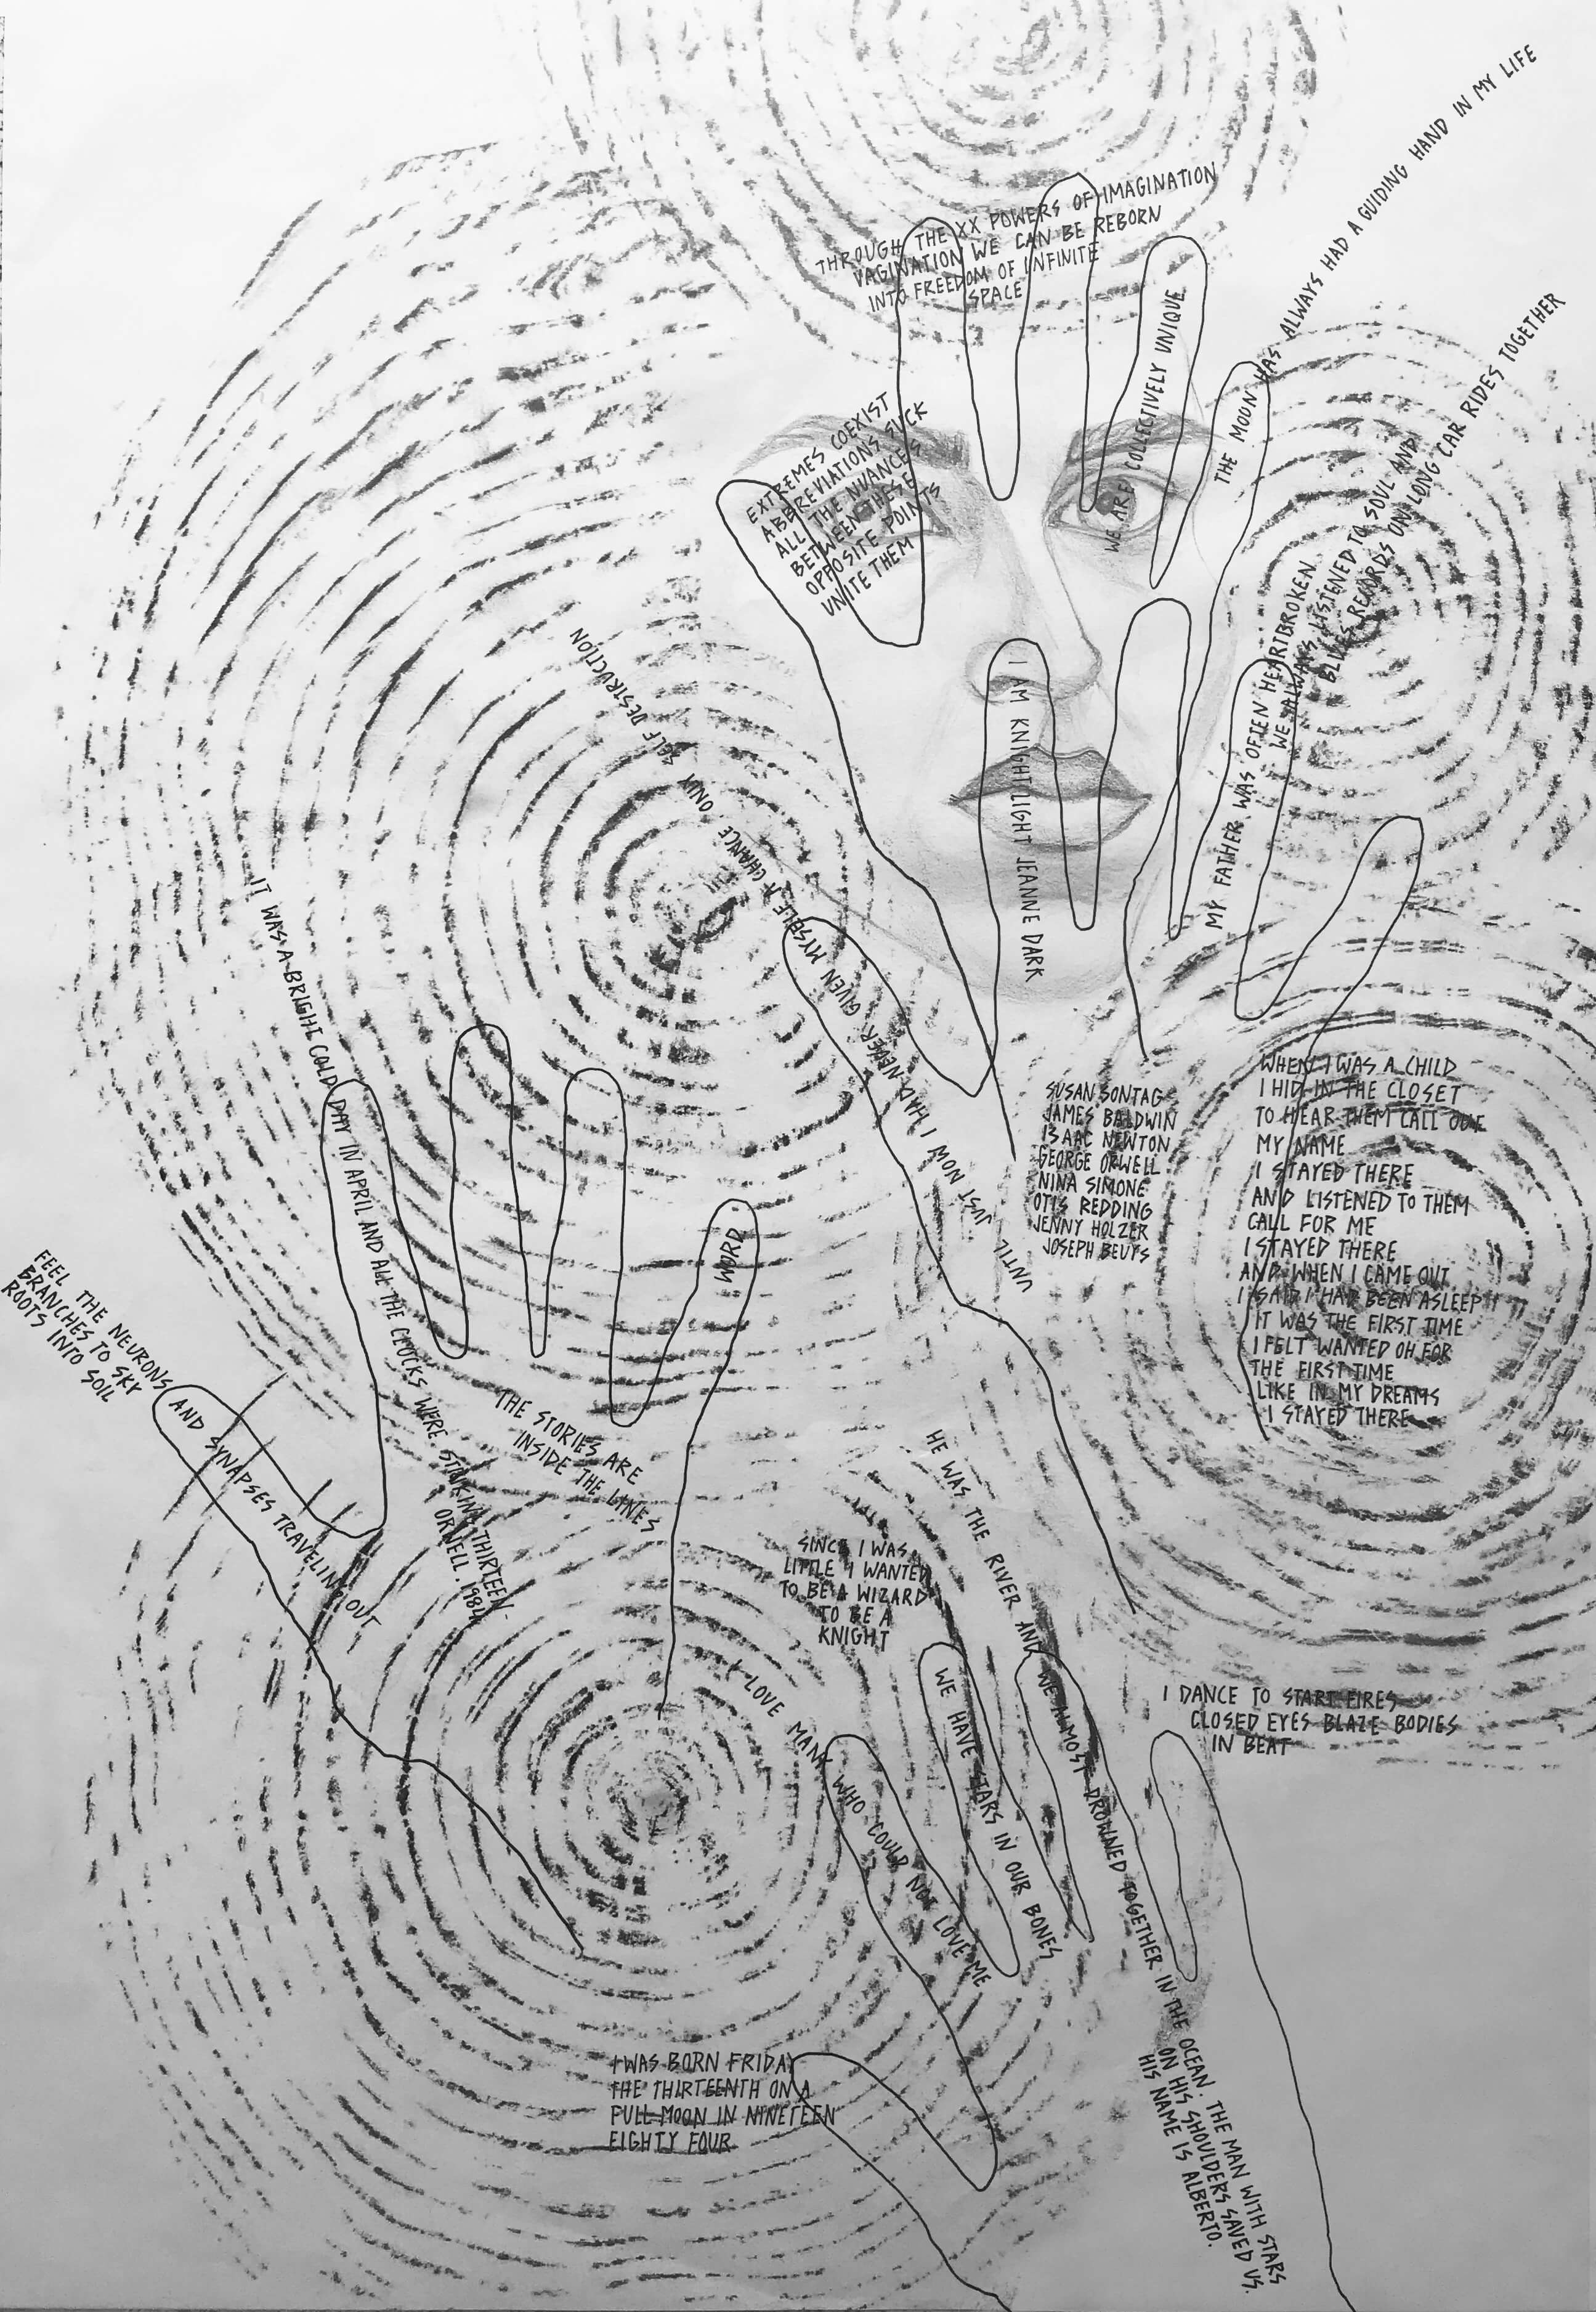 THE MOON HAS ALWAYS HAD A GUIDING HAND IN MY LIFE
THROUGH THE XX POWERS OF IMAGINATION
VAGINATION WE CAN BE REBORN
INTO FREEDOM OF INFINITE
SPACE
WE ARE COLLECTIVELY UNIQUE
EXTREMES COEXIST
ABBREVIATIONS SUCK
ALL THE NUANCES
BETWEEN THESE
OPPOSITE POINTS
UNITE THEM
MY FATHER WAS OFTEN HEARTBROKEN
WE ALWAYS LISTENED TO SOUL AND
BLUES RECORDS ON LONG CAR RIDES TOGETHER
I AM KNIGHT LIGHT JEANNE DARK
UNTIL JUST NOW I HAD NEVER GIVEN MYSELF A CHANCE ONLY SELF DESTRUCTION
IT WAS A BRIGHT COLD DAY IN APRIL AND ALL THE CLOCKS WERE STRIKING THIRTEEN.
ORWELL. 1984
SUSAN SONTAG
JAMES BALDWIN
ISAAC NEWTON
GEORGE ORWELL
NINA SIMONE
OTIS REDDING
JENNY HOLZER
JOSEPH BEUYS
WHEN I WAS A CHILD
I HID IN THE CLOSET
TO HEAR THEM CALL OUT
MY NAME
I STAYED THERE
AND LISTENED TO THEM
CALL FOR ME
I STAYED THERE
AND WHEN I CAME OUT
I SAID I HAD BEEN ASLEEP
IT WAS THE FIRST TIME
I FELT WANTED OH FOR
THE FIRST TIME
LIKE IN MY DREAMS
I STAYED THERE
WORD.
FEEL THE NEURONS
BRANCHES TO SKY
ROOTS INTO
SOIL
AND SYNAPSES TRAVELING OUT
THE STORIES ARE
INSIDE THE LINES
SINCE I WAS
LITTLE I WANTED
TO BE A WIZARD
TO BE A
KNIGHT
HE WAS THE RIVER AND WE ALMOST DROWNED TOGETHER IN THE OCEAN. THE MAN WITH STARS
ON HIS SHOULDERS SAVED US.
HIS NAME IS ALBERTO.
I LOVE MANY WHO COULD NOT LOVE ME
WE HAVE STARS IN OUR BONES
I DANCE TO START FIRES
CLOSED EYES BLAZE BODIES
IN BEAT
I WAS BORN FRIDAY
THE THIRTEENTH ON A
FULL MOON IN NINETEEN
EIGHTY FOUR